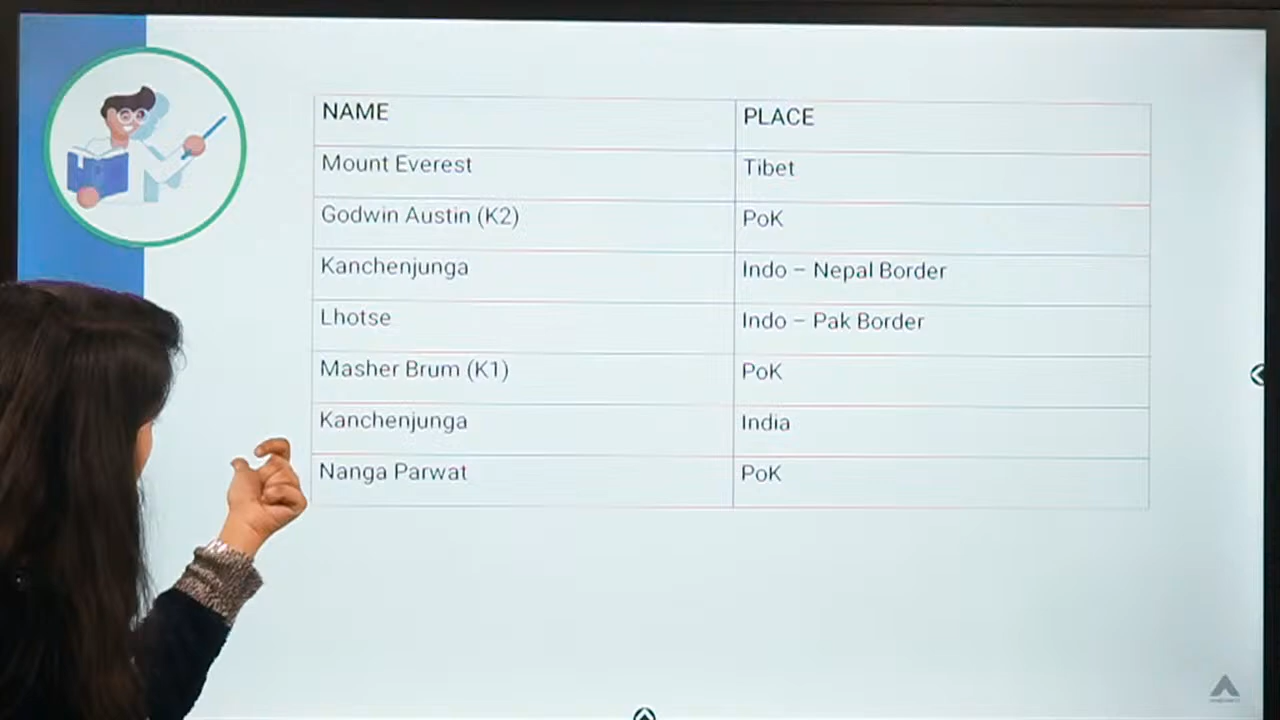 NAME PLACE
Mount Everest Tibet
Godwin Austin (K2) PoK
Kanchenjunga Indo – Nepal Border
Lhotse Indo – Pak Border
Masher Brum (K1) PoK
Kanchenjunga India
Nanga Parwat PoK